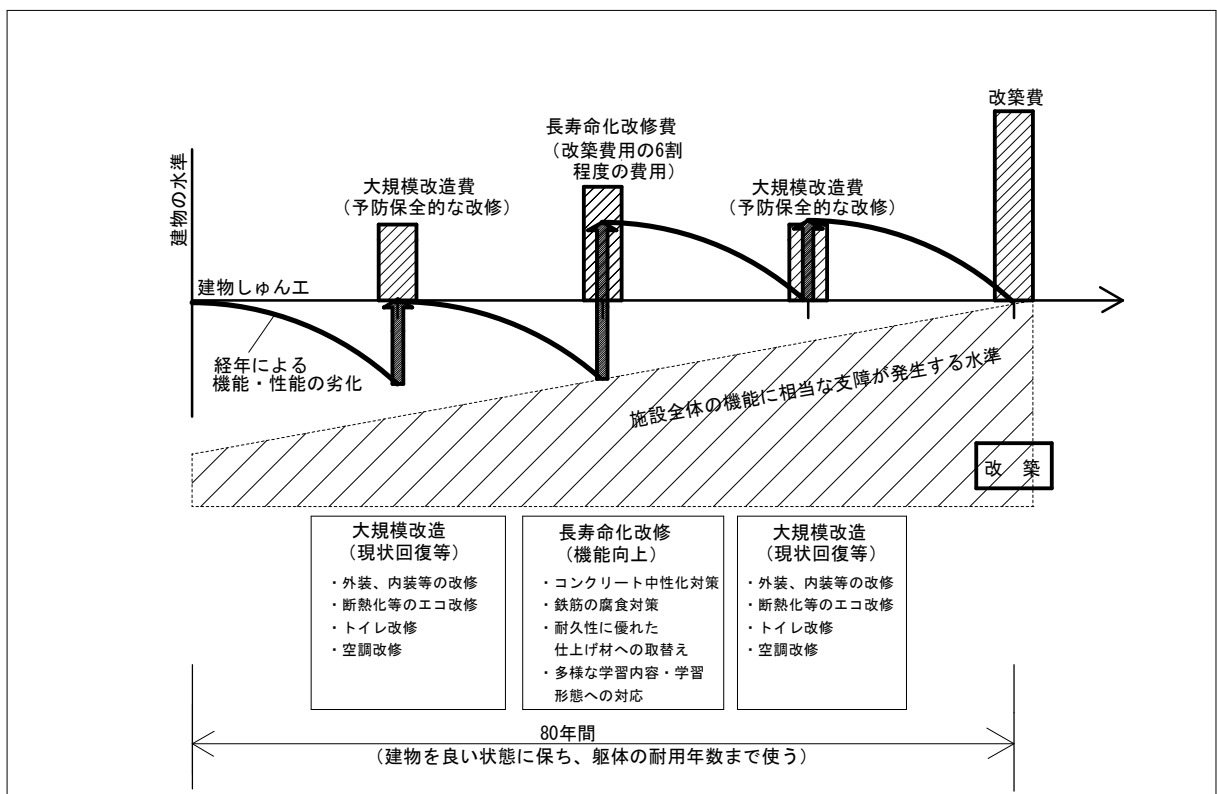 改築費
長寿命化改修費
（改築費用の6割
程度の費用）
大規模改造費
（予防保全的な改修）
大規模改造費
（予防保全的な改修）
建物の水準
建物しゅん工
経年による
機能・性能の劣化
施設全体の機能に相当な支障が発生する水準
改　築
大規模改造
（現状回復等）
・外装、内装等の改修
・断熱化等のエコ改修
・トイレ改修
・空調改修
長寿命化改修
（機能向上）
・コンクリート中性化対策
・鉄筋の腐食対策
・耐久性に優れた
仕上げ材への取替え
・多様な学習内容・学習
形態への対応
大規模改造
（現状回復等）
・外装、内装等の改修
・断熱化等のエコ改修
・トイレ改修
・空調改修
80年間
（建物を良い状態に保ち、躯体の耐用年数まで使う）